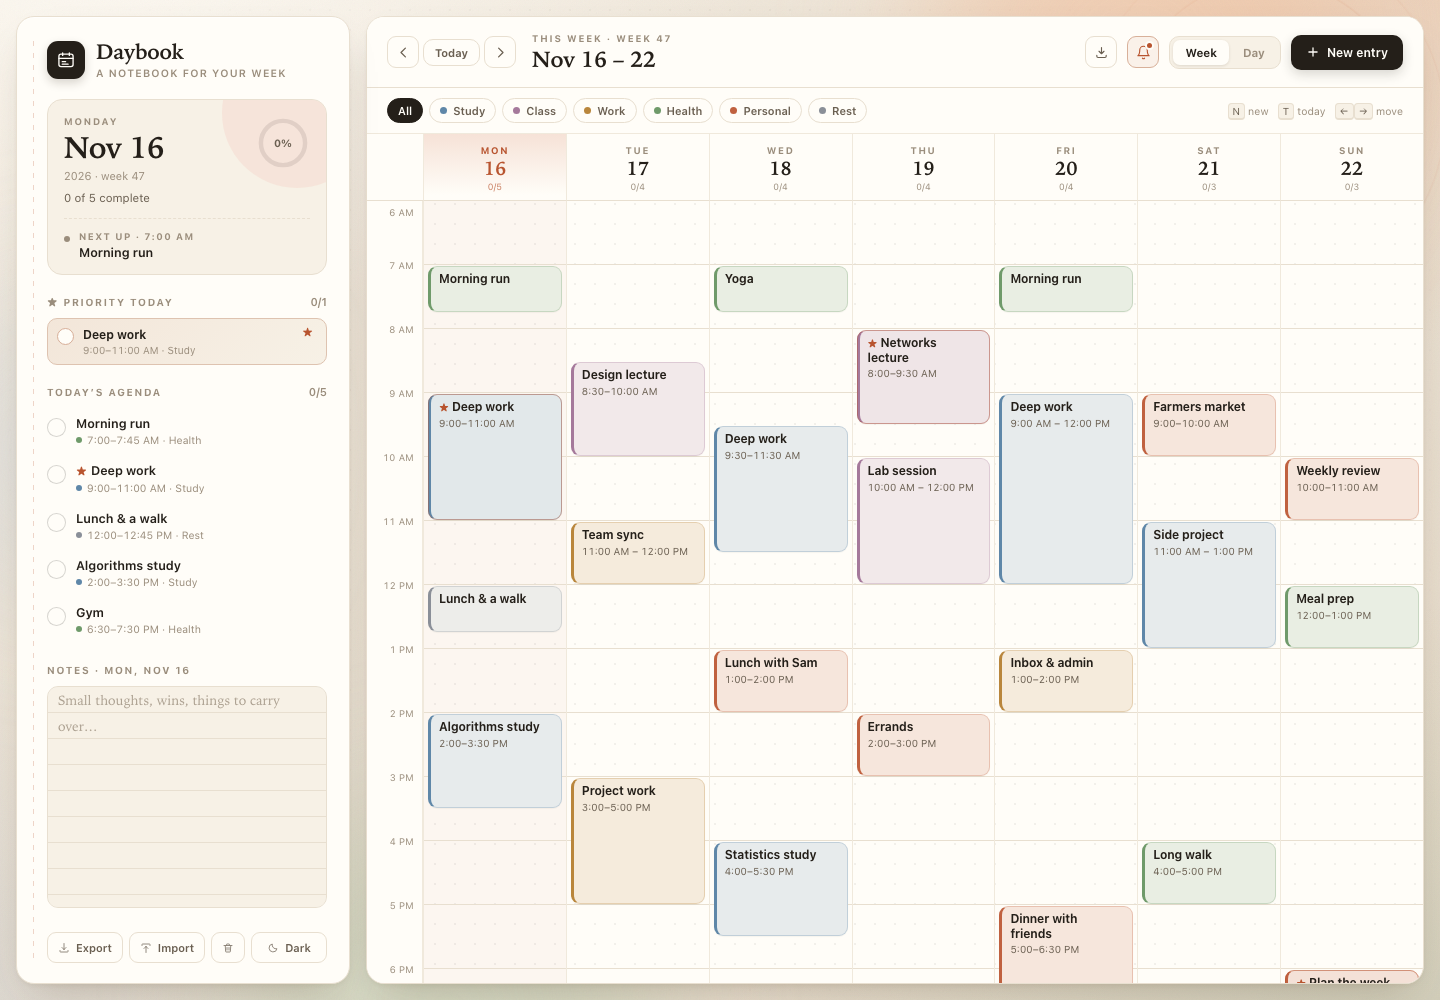 Daybook
A NOTEBOOK FOR YOUR WEEK
MONDAY
Nov 16
2026 · week 47
0 of 5 complete
0%
NEXT UP · 7:00 AM
Morning run
PRIORITY TODAY 0/1
Deep work
9:00–11:00 AM · Study
TODAY'S AGENDA 0/5
Morning run
7:00–7:45 AM · Health
Deep work
9:00–11:00 AM · Study
Lunch & a walk
12:00–12:45 PM · Rest
Algorithms study
2:00–3:30 PM · Study
Gym
6:30–7:30 PM · Health
NOTES · MON, NOV 16
Small thoughts, wins, things to carry
over…
Export Import Dark
Today
THIS WEEK · WEEK 47
Nov 16 – 22
Week Day
+ New entry
All Study Class Work Health Personal Rest
N new T today ← → move
MON 16 0/5
TUE 17 0/4
WED 18 0/4
THU 19 0/4
FRI 20 0/4
SAT 21 0/3
SUN 22 0/3
6 AM
7 AM
8 AM
9 AM
10 AM
11 AM
12 PM
1 PM
2 PM
3 PM
4 PM
5 PM
6 PM
Morning run
Deep work
9:00–11:00 AM
Lunch & a walk
Algorithms study
2:00–3:30 PM
Design lecture
8:30–10:00 AM
Team sync
11:00 AM – 12:00 PM
Project work
3:00–5:00 PM
Yoga
Deep work
9:30–11:30 AM
Lunch with Sam
1:00–2:00 PM
Statistics study
4:00–5:30 PM
Networks
lecture
8:00–9:30 AM
Lab session
10:00 AM – 12:00 PM
Errands
2:00–3:00 PM
Morning run
Deep work
9:00 AM – 12:00 PM
Inbox & admin
1:00–2:00 PM
Dinner with
friends
5:00–6:30 PM
Farmers market
9:00–10:00 AM
Side project
11:00 AM – 1:00 PM
Long walk
4:00–5:00 PM
Weekly review
10:00–11:00 AM
Meal prep
12:00–1:00 PM
Plan the week